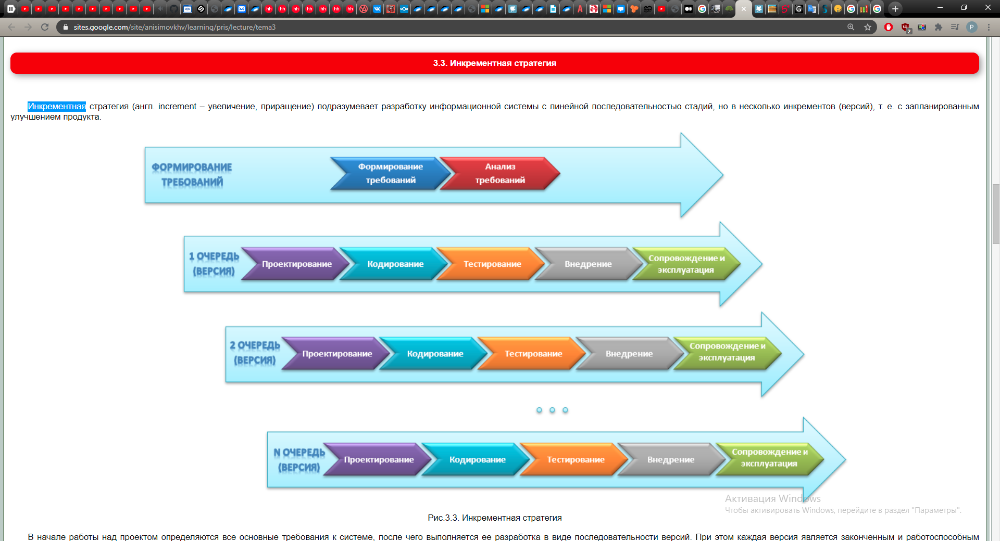 sites.google.com/site/anisimovkhv/learning/pris/lecture/tema3
3.3. Инкрементная стратегия
Инкрементная стратегия (англ. increment – увеличение, приращение) подразумевает разработку информационной системы с линейной последовательностью стадий, но в несколько инкрементов (версий), т. е. с запланированным
улучшением продукта.
ФОРМИРОВАНИЕ
ТРЕБОВАНИЙ
Формирование
требований
Анализ
требований
1 ОЧЕРЕДЬ
(ВЕРСИЯ)
Проектирование
Кодирование
Тестирование
Внедрение
Сопровождение и
эксплуатация
2 ОЧЕРЕДЬ
(ВЕРСИЯ)
Проектирование
Кодирование
Тестирование
Внедрение
Сопровождение и
эксплуатация
N ОЧЕРЕДЬ
(ВЕРСИЯ)
Проектирование
Кодирование
Тестирование
Внедрение
Сопровождение и
эксплуатация
Активация Windows
Чтобы активировать Windows, перейдите в раздел "Параметры".
Рис.3.3. Инкрементная стратегия
В начале работы над проектом определяются все основные требования к системе, после чего выполняется ее разработка в виде последовательности версий. При этом каждая версия является законченным и работоспособным